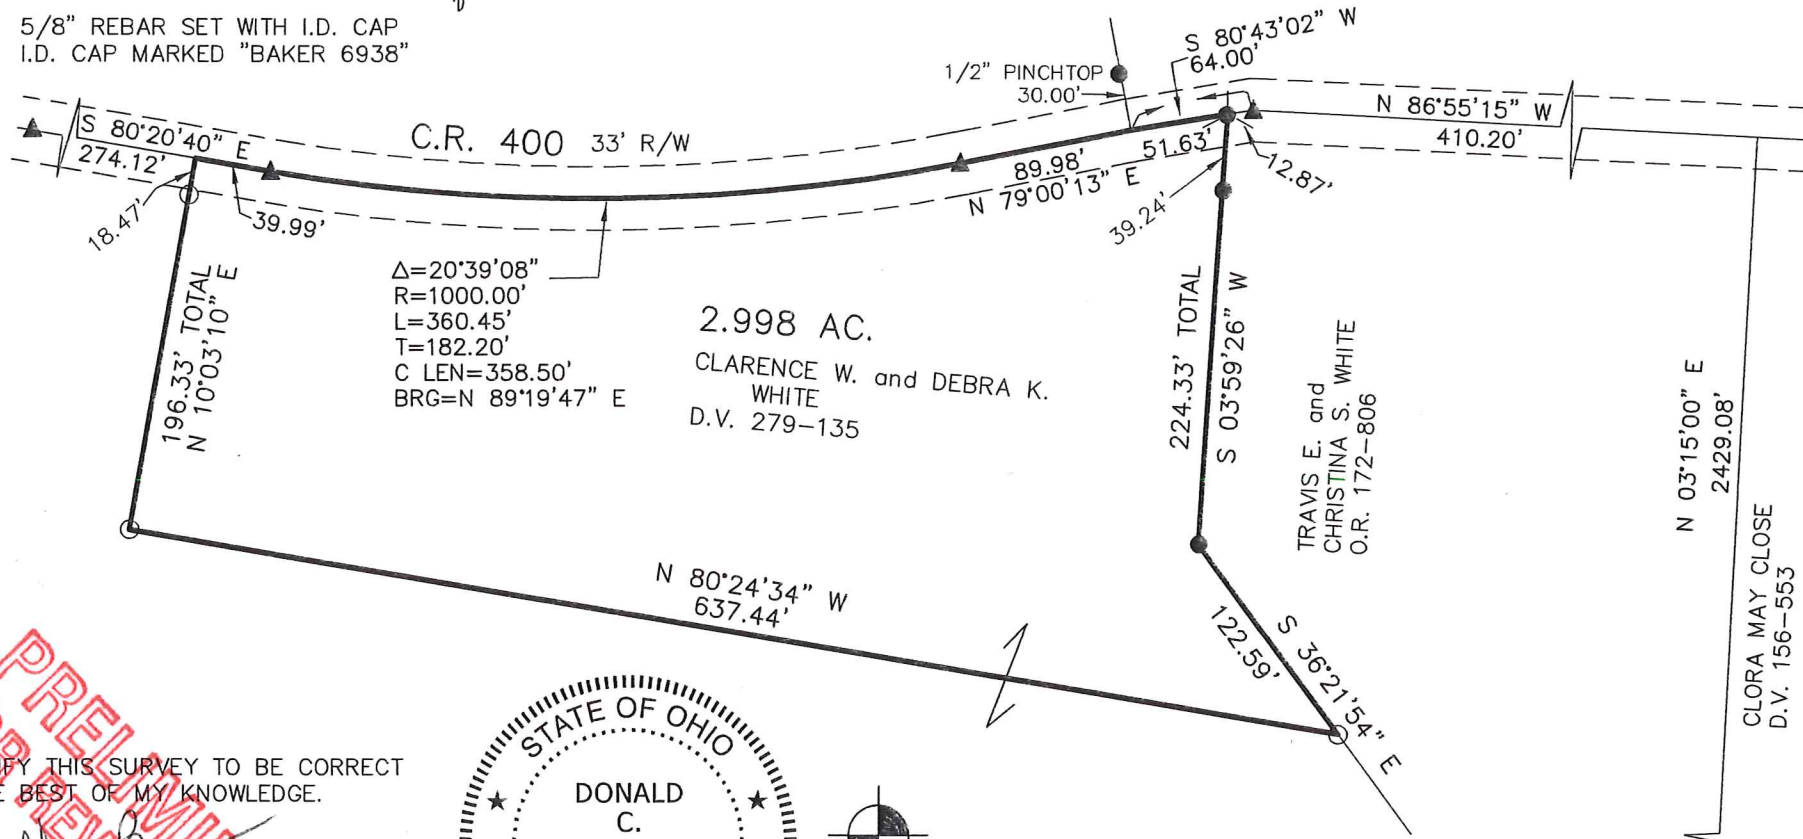 5/8" REBAR SET WITH I.D. CAP
I.D. CAP MARKED "BAKER 6938"
S 80°43'02" W
64.00'
1/2" PINCHTOP
30.00'
N 86°55'15" W
410.20'
S 80°20'40" E
274.12'
C.R. 400 33' R/W
89.98'
N 79°00'13" E
51.63'
12.87'
39.24'
18.47'
39.99'
196.33' TOTAL
N 10°03'10" E
Δ=20°39'08"
R=1000.00'
L=360.45'
T=182.20'
C LEN=358.50'
BRG=N 89°19'47" E
2.998 AC.
CLARENCE W. and DEBRA K.
WHITE
D.V. 279-135
224.33' TOTAL
S 03°59'26" W
TRAVIS E. and
CHRISTINA S. WHITE
O.R. 172-806
N 03°15'00" E
2429.08'
CLORA MAY CLOSE
D.V. 156-553
N 80°24'34" W
637.44'
S 36°21'54" E
122.59'
THIS SURVEY TO BE CORRECT
BEST OF MY KNOWLEDGE.
STATE OF OHIO
DONALD
C.